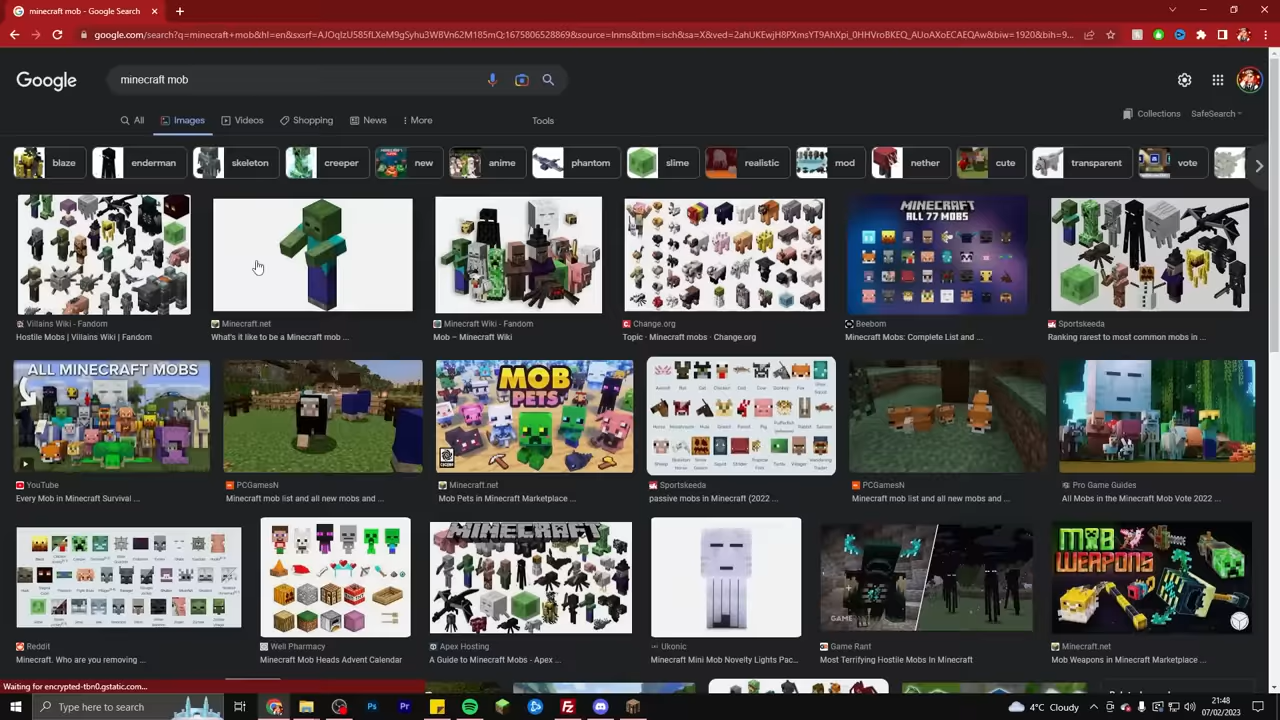 minecraft mob - Google Search
google.com/search?q=minecraft+mob&hl=en&sxsrf=AJOqlzU585fLXeM9gSyhu3WBVn62M185mQ:1675806528869&source=lnms&tbm=isch&sa=X&ved=2ahUKEwjH8PXmsYT9AhXpi_0HHVroBKEQ_AUoAXoECAEQAw&biw=1920&bih=9...
Google
minecraft mob
All
Images
Videos
Shopping
News
More
Tools
Collections
SafeSearch
blaze
enderman
skeleton
creeper
new
anime
phantom
slime
realistic
mod
nether
cute
transparent
vote
MINECRAFT
ALL 77 MOBS
Villains Wiki - Fandom
Hostile Mobs | Villains Wiki | Fandom
Minecraft.net
What's it like to be a Minecraft mob ...
Minecraft Wiki - Fandom
Mob – Minecraft Wiki
Change.org
Topic · Minecraft mobs · Change.org
Beebom
Minecraft Mobs: Complete List and ...
Sportskeeda
Ranking rarest to most common mobs in ...
ALL MINECRAFT MOBS
MOB
PETS
YouTube
Every Mob in Minecraft Survival ...
PCGamesN
Minecraft mob list and all new mobs and ...
Minecraft.net
Mob Pets in Minecraft Marketplace ...
Sportskeeda
passive mobs in Minecraft (2022 ...
PCGamesN
Minecraft mob list and all new mobs and ...
Pro Game Guides
All Mobs in the Minecraft Mob Vote 2022 ...
MINECRAFT
GAME
MOB
WEAPONS
Reddit
Minecraft. Who are you removing ...
Well Pharmacy
Minecraft Mob Heads Advent Calendar
Apex Hosting
A Guide to Minecraft Mobs - Apex ...
Ukonic
Minecraft Mini Mob Novelty Lights Pac...
Game Rant
Most Terrifying Hostile Mobs In Minecraft
Minecraft.net
Mob Weapons in Minecraft Marketplace ...
Waiting for encrypted-tbn0.gstatic.com...
Type here to search
Ps
Pr
4°C Cloudy
21:48
07/02/2023